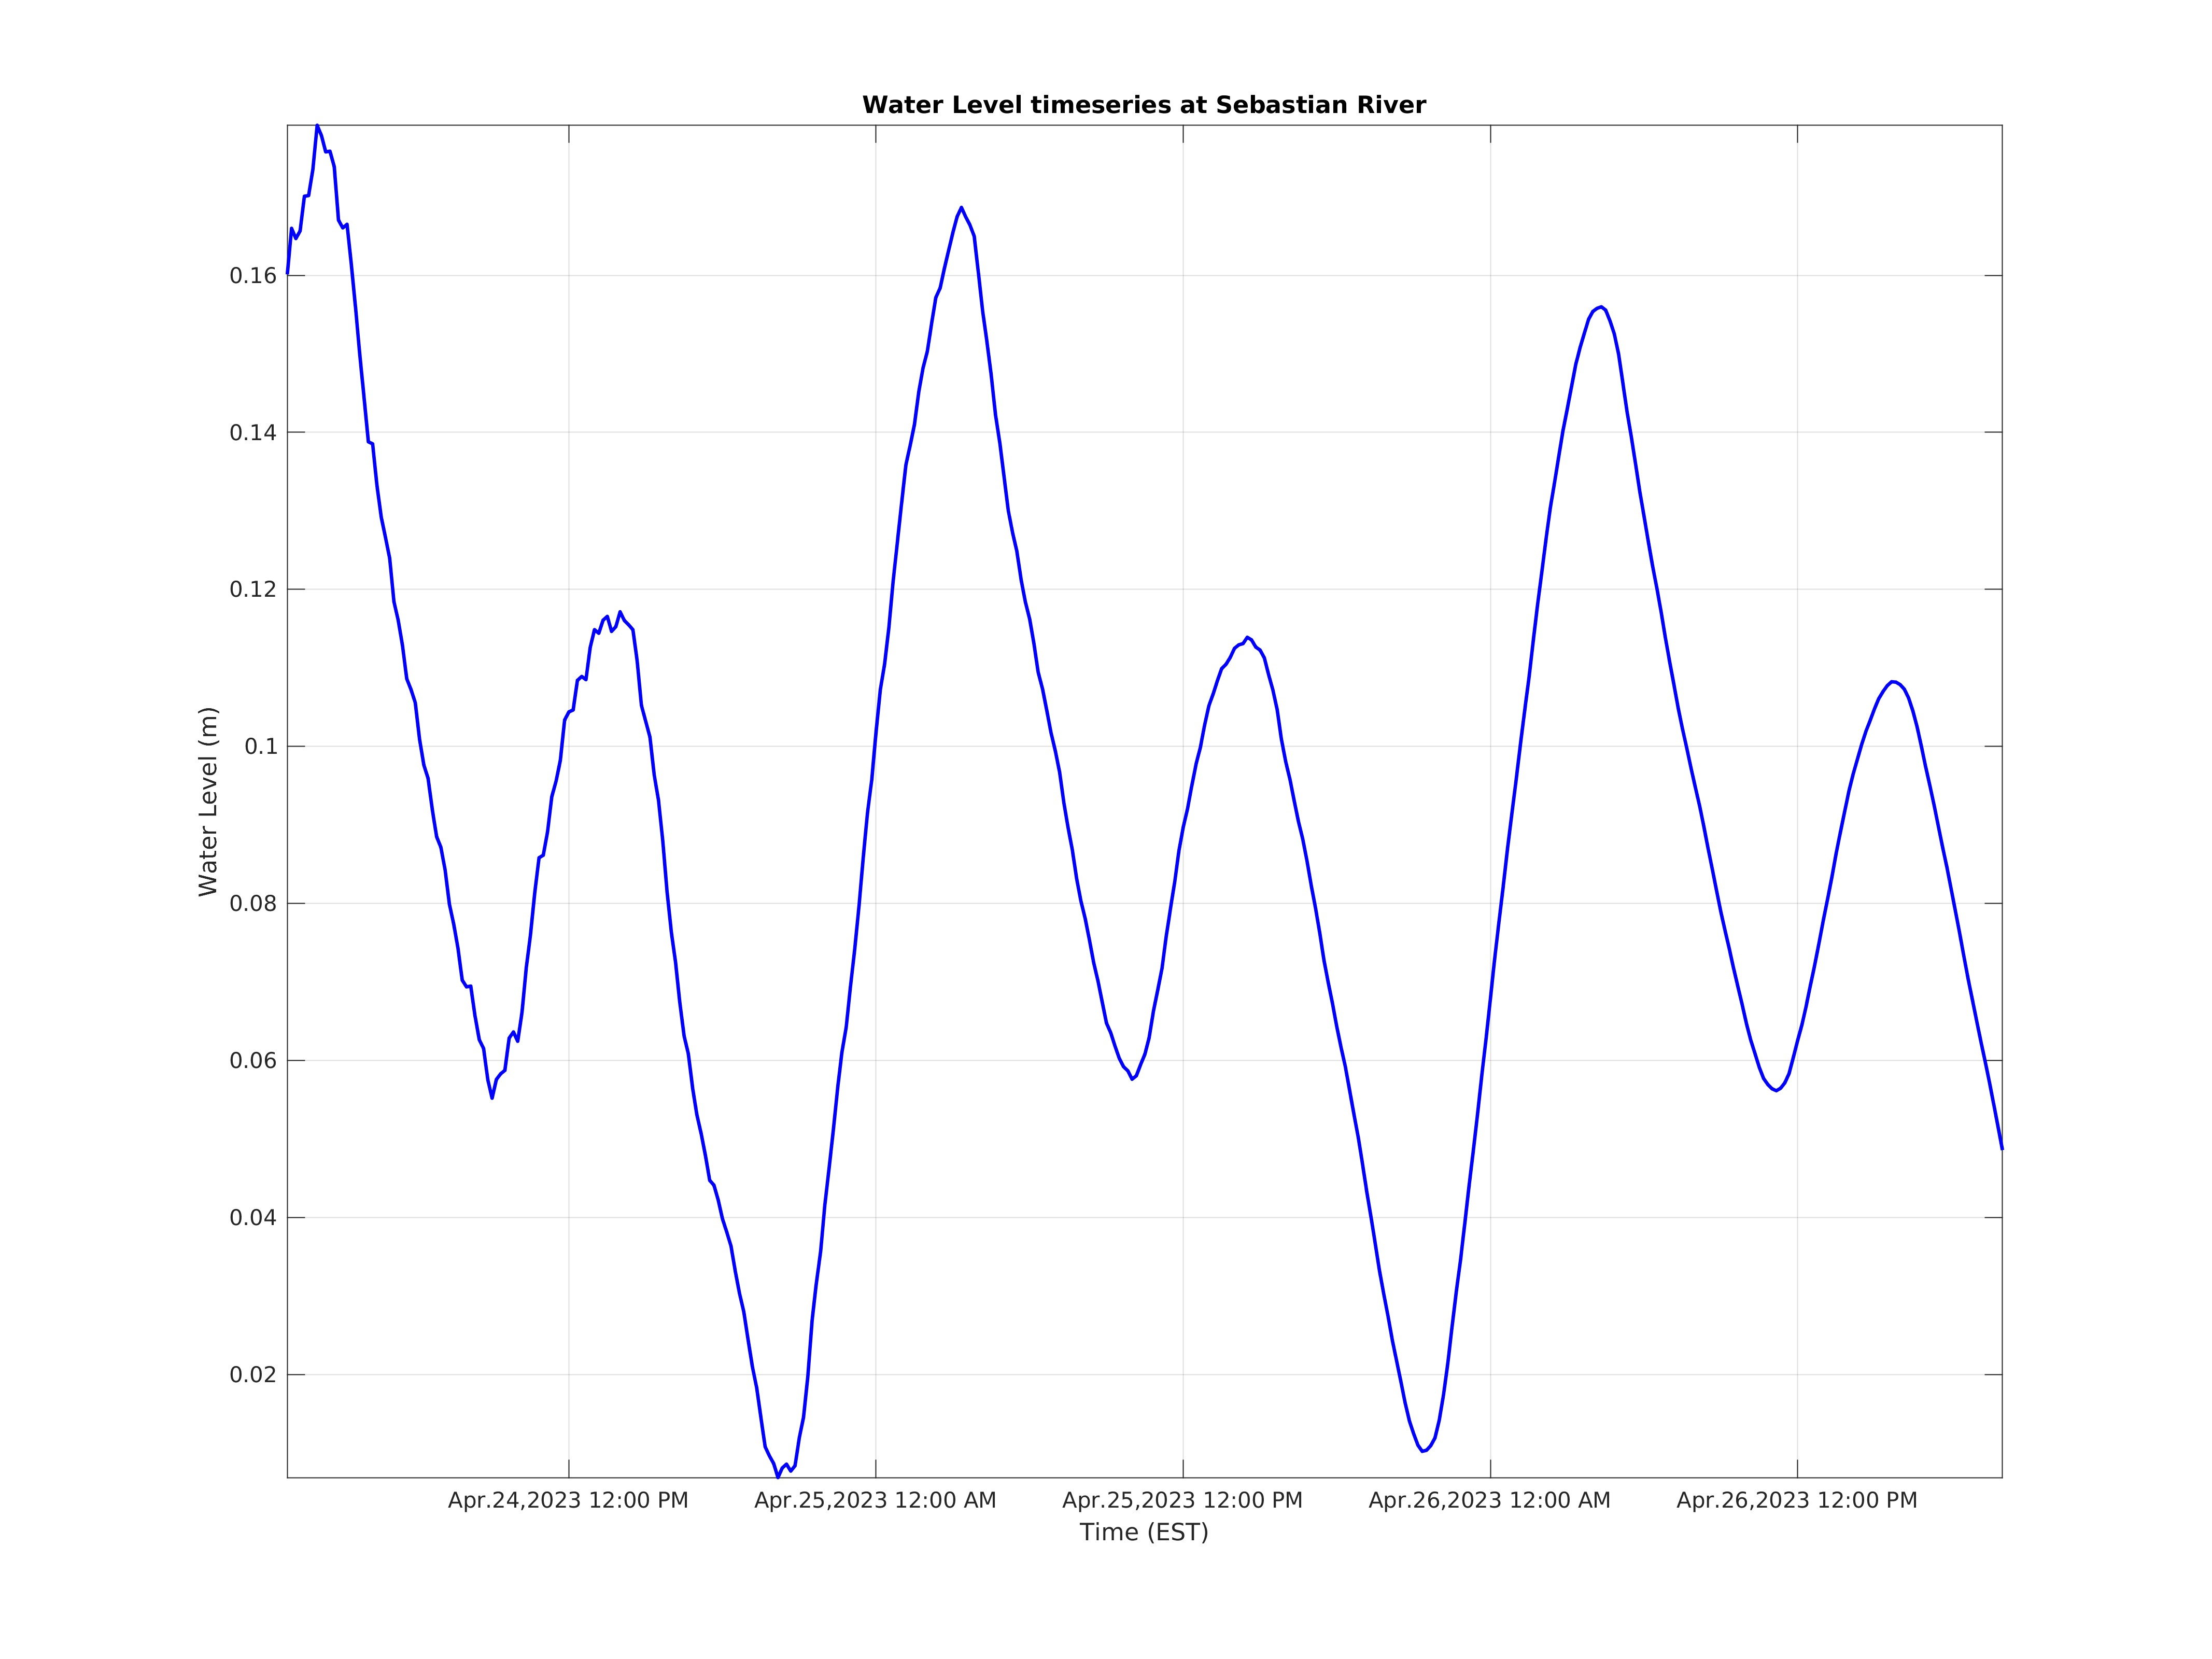 Water Level timeseries at Sebastian River
0.16
0.14
0.12
0.1
0.08
0.06
0.04
0.02
Water Level (m)
Apr.24,2023 12:00 PM
Apr.25,2023 12:00 AM
Apr.25,2023 12:00 PM
Apr.26,2023 12:00 AM
Apr.26,2023 12:00 PM
Time (EST)